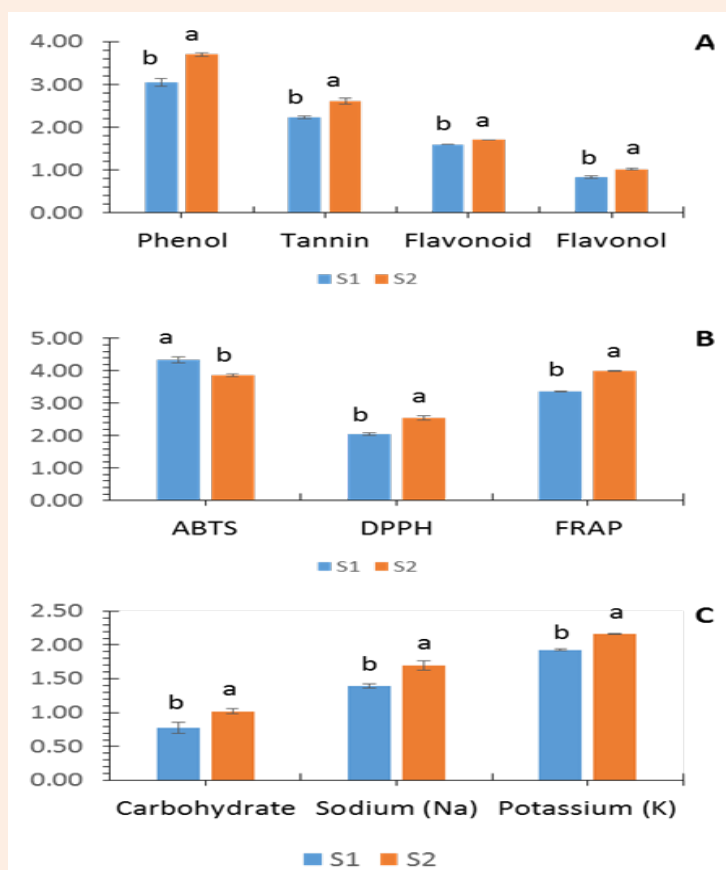 4.00
A
b a b a b a b a
3.00
2.00
1.00
0.00
Phenol Tannin Flavonoid Flavonol
S1 S2
5.00
B
a b b a b a
4.00
3.00
2.00
1.00
0.00
ABTS DPPH FRAP
S1 S2
2.50
C
b a b a b a
2.00
1.50
1.00
0.50
0.00
Carbohydrate Sodium (Na) Potassium (K)
S1 S2